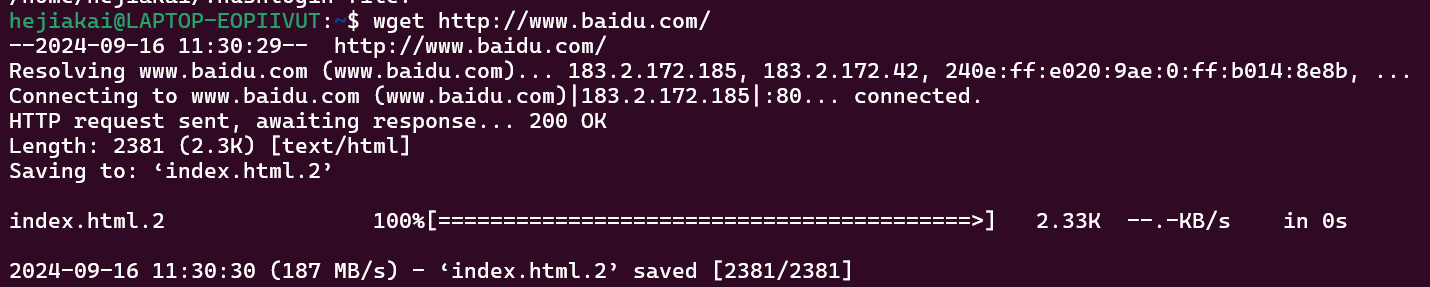 hejiakai@LAPTOP-EOPIIVUT:~$ wget http://www.baidu.com/
--2024-09-16 11:30:29--  http://www.baidu.com/
Resolving www.baidu.com (www.baidu.com)... 183.2.172.185, 183.2.172.42, 240e:ff:e020:9ae:0:ff:b014:8e8b, ...
Connecting to www.baidu.com (www.baidu.com)|183.2.172.185|:80... connected.
HTTP request sent, awaiting response... 200 OK
Length: 2381 (2.3K) [text/html]
Saving to: ‘index.html.2’
index.html.2                100%[=========================================>]   2.33K  --.-KB/s    in 0s
2024-09-16 11:30:30 (187 MB/s) - ‘index.html.2’ saved [2381/2381]